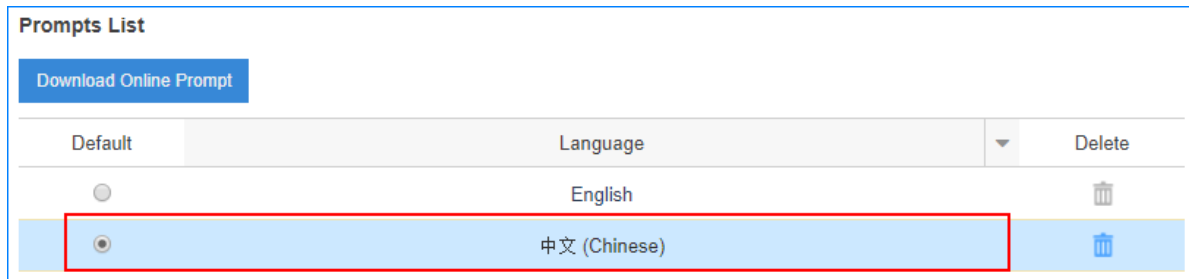 Prompts List
Download Online Prompt
Default Language Delete
English
中文 (Chinese)